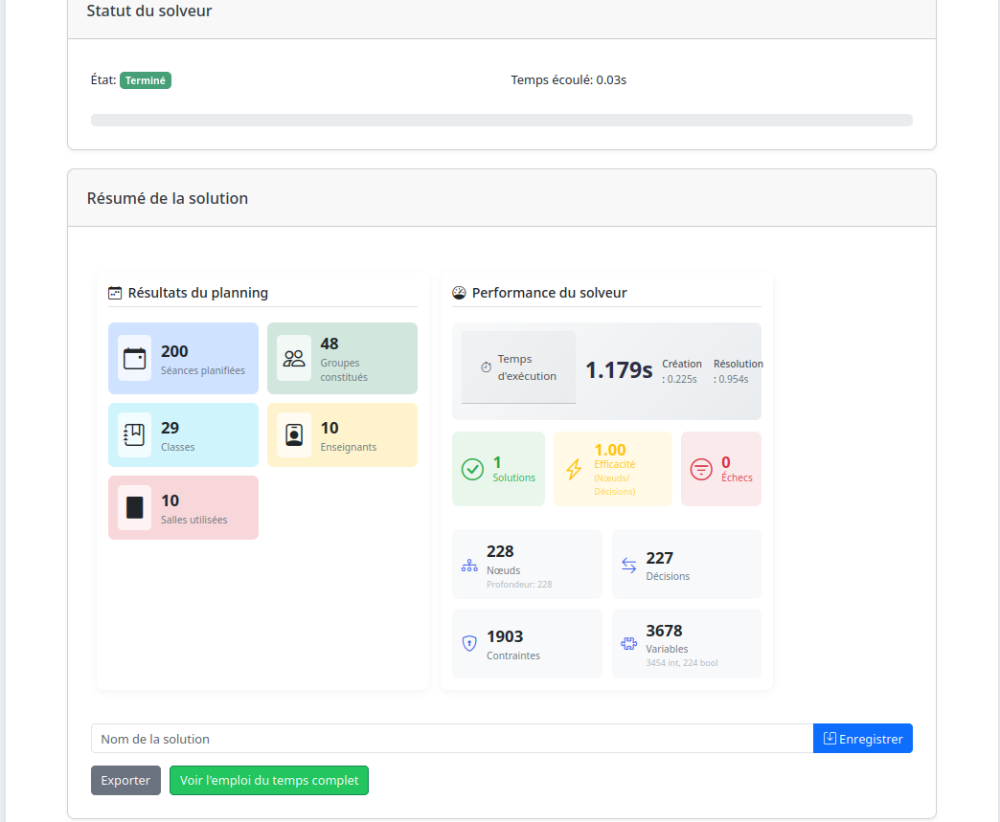 Statut du solveur
État: Terminé
Temps écoulé: 0.03s
Résumé de la solution
Résultats du planning
200
Séances planifiées
48
Groupes
constitués
29
Classes
10
Enseignants
10
Salles utilisées
Performance du solveur
Temps
d'exécution
1.179s
Création
: 0.225s
Résolution
: 0.954s
1
Solutions
1.00
Efficacité
(Nœuds/
Décisions)
0
Échecs
228
Nœuds
Profondeur: 228
227
Décisions
1903
Contraintes
3678
Variables
3454 int, 224 bool
Nom de la solution
Enregistrer
Exporter
Voir l'emploi du temps complet